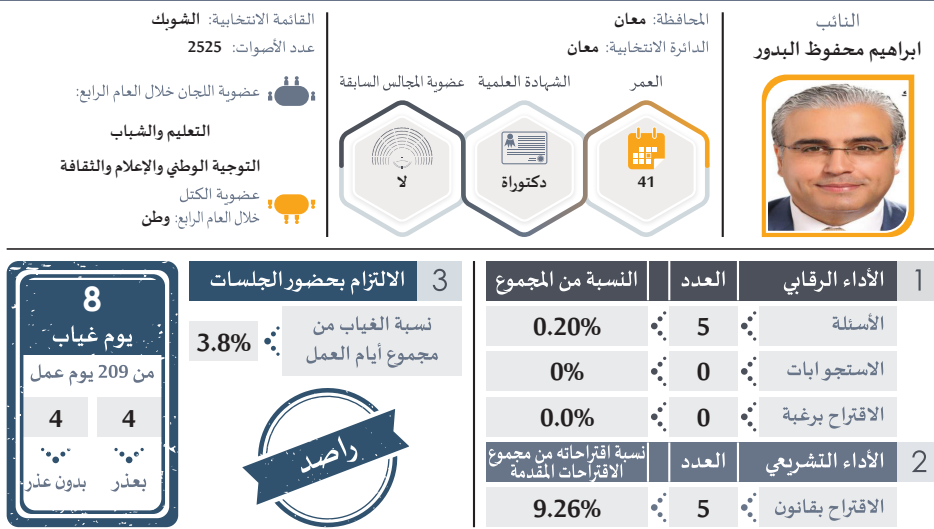 النائب
ابراهيم محفوظ البدور
المحافظة: معان
الدائرة الانتخابية: معان
العمر
41
الشهادة العلمية
دكتوراة
عضوية المجالس السابقة
لا
القائمة الانتخابية: الشوبك
عدد الأصوات: 2525
عضوية اللجان خلال العام الرابع:
التعليم والشباب
التوجية الوطني والإعلام والثقافة
عضوية الكتل
خلال العام الرابع: وطن
1 الأداء الرقابي العدد النسبة من المجموع
الأسئلة 5 0.20%
الاستجوابات 0 0%
الاقتراح برغبة 0 0.0%
2 الأداء التشريعي العدد نسبة اقتراحاته من مجموع
الاقتراحات المقدمة
الاقتراح بقانون 5 9.26%
3 الالتزام بحضور الجلسات
نسبة الغياب من
مجموع أيام العمل
3.8%
راصد
8
يوم غياب
من 209 يوم عمل
4 4
بعذر بدون عذر